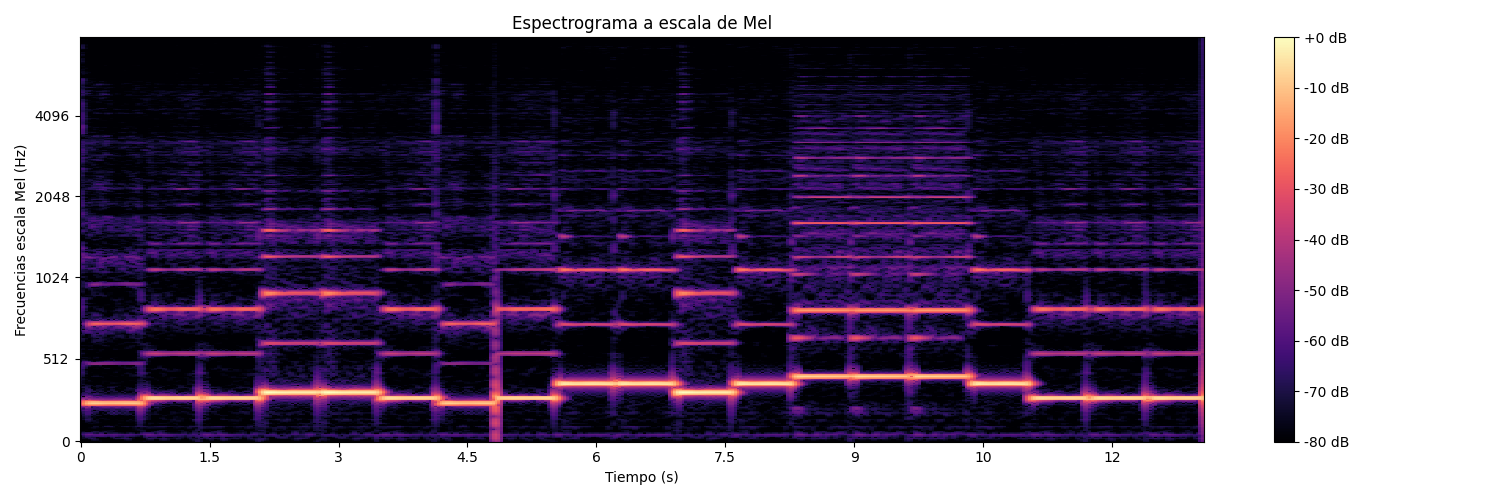 Espectrograma a escala de Mel
Frecuencias escala Mel (Hz)
4096
2048
1024
512
0
0 1.5 3 4.5 6 7.5 9 10 12
Tiempo (s)
+0 dB
-10 dB
-20 dB
-30 dB
-40 dB
-50 dB
-60 dB
-70 dB
-80 dB